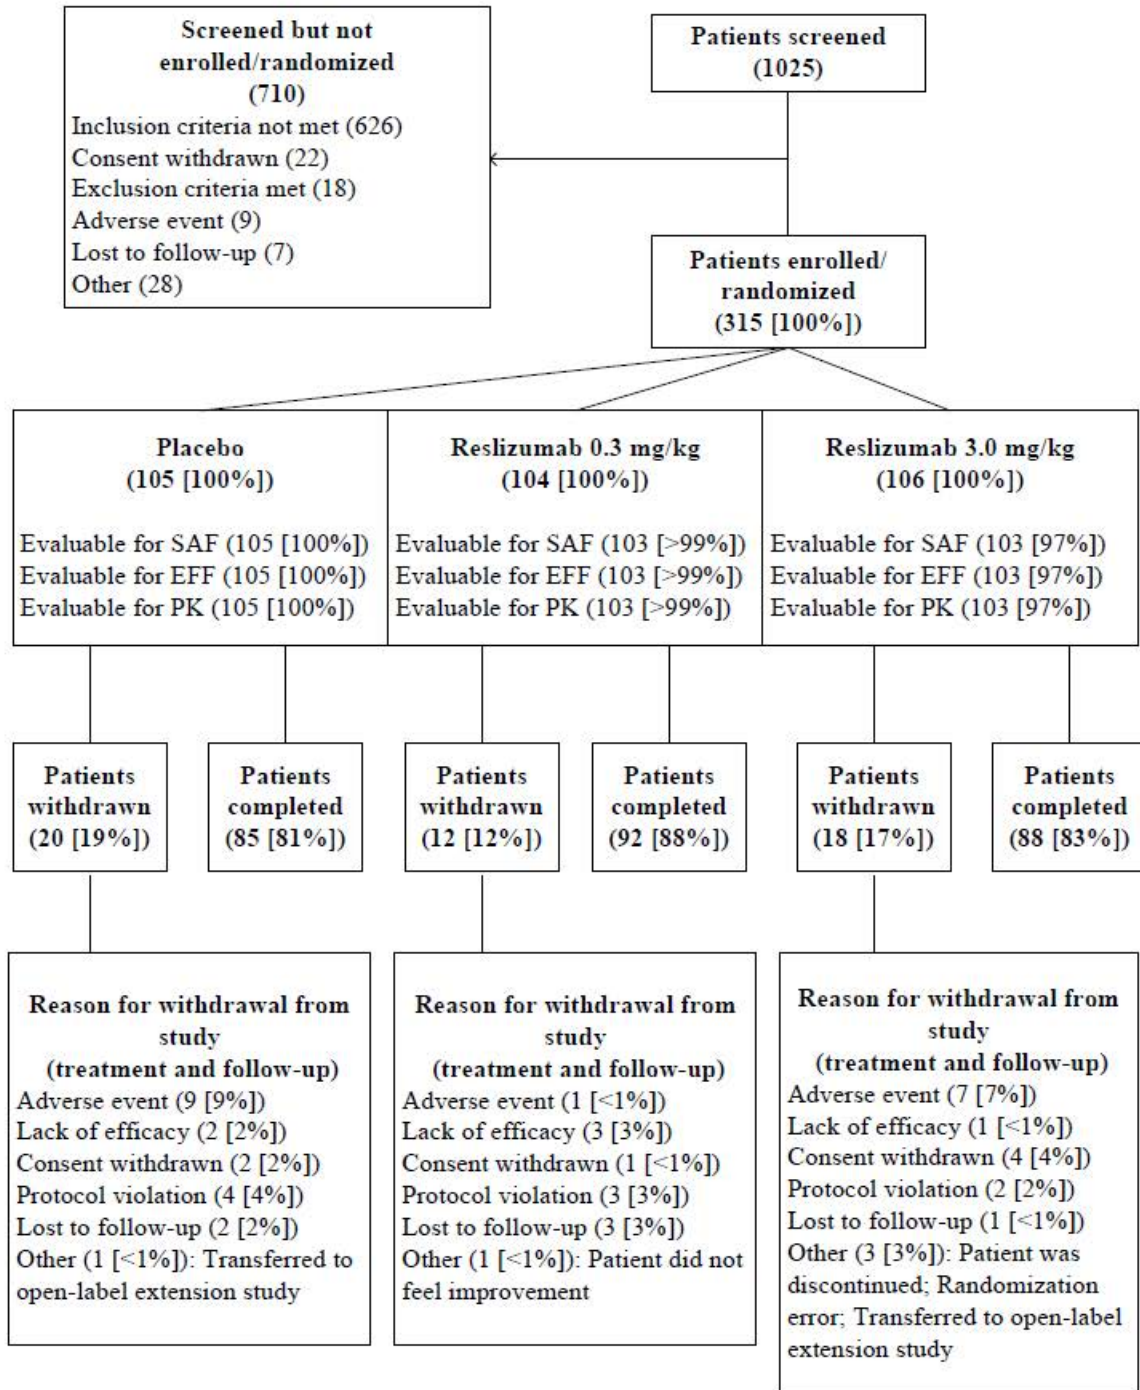 Screened but not
enrolled/randomized
(710)
Inclusion criteria not met (626)
Consent withdrawn (22)
Exclusion criteria met (18)
Adverse event (9)
Lost to follow-up (7)
Other (28)
Patients screened
(1025)
Patients enrolled/
randomized
(315 [100%])
Placebo
(105 [100%])
Evaluable for SAF (105 [100%])
Evaluable for EFF (105 [100%])
Evaluable for PK (105 [100%])
Reslizumab 0.3 mg/kg
(104 [100%])
Evaluable for SAF (103 [>99%])
Evaluable for EFF (103 [>99%])
Evaluable for PK (103 [>99%])
Reslizumab 3.0 mg/kg
(106 [100%])
Evaluable for SAF (103 [97%])
Evaluable for EFF (103 [97%])
Evaluable for PK (103 [97%])
Patients
withdrawn
(20 [19%])
Patients
completed
(85 [81%])
Patients
withdrawn
(12 [12%])
Patients
completed
(92 [88%])
Patients
withdrawn
(18 [17%])
Patients
completed
(88 [83%])
Reason for withdrawal from
study
(treatment and follow-up)
Adverse event (9 [9%])
Lack of efficacy (2 [2%])
Consent withdrawn (2 [2%])
Protocol violation (4 [4%])
Lost to follow-up (2 [2%])
Other (1 [<1%]): Transferred to
open-label extension study
Reason for withdrawal from
study
(treatment and follow-up)
Adverse event (1 [<1%])
Lack of efficacy (3 [3%])
Consent withdrawn (1 [<1%])
Protocol violation (3 [3%])
Lost to follow-up (3 [3%])
Other (1 [<1%]): Patient did not
feel improvement
Reason for withdrawal from
study
(treatment and follow-up)
Adverse event (7 [7%])
Lack of efficacy (1 [<1%])
Consent withdrawn (4 [4%])
Protocol violation (2 [2%])
Lost to follow-up (1 [<1%])
Other (3 [3%]): Patient was
discontinued; Randomization
error; Transferred to open-label
extension study